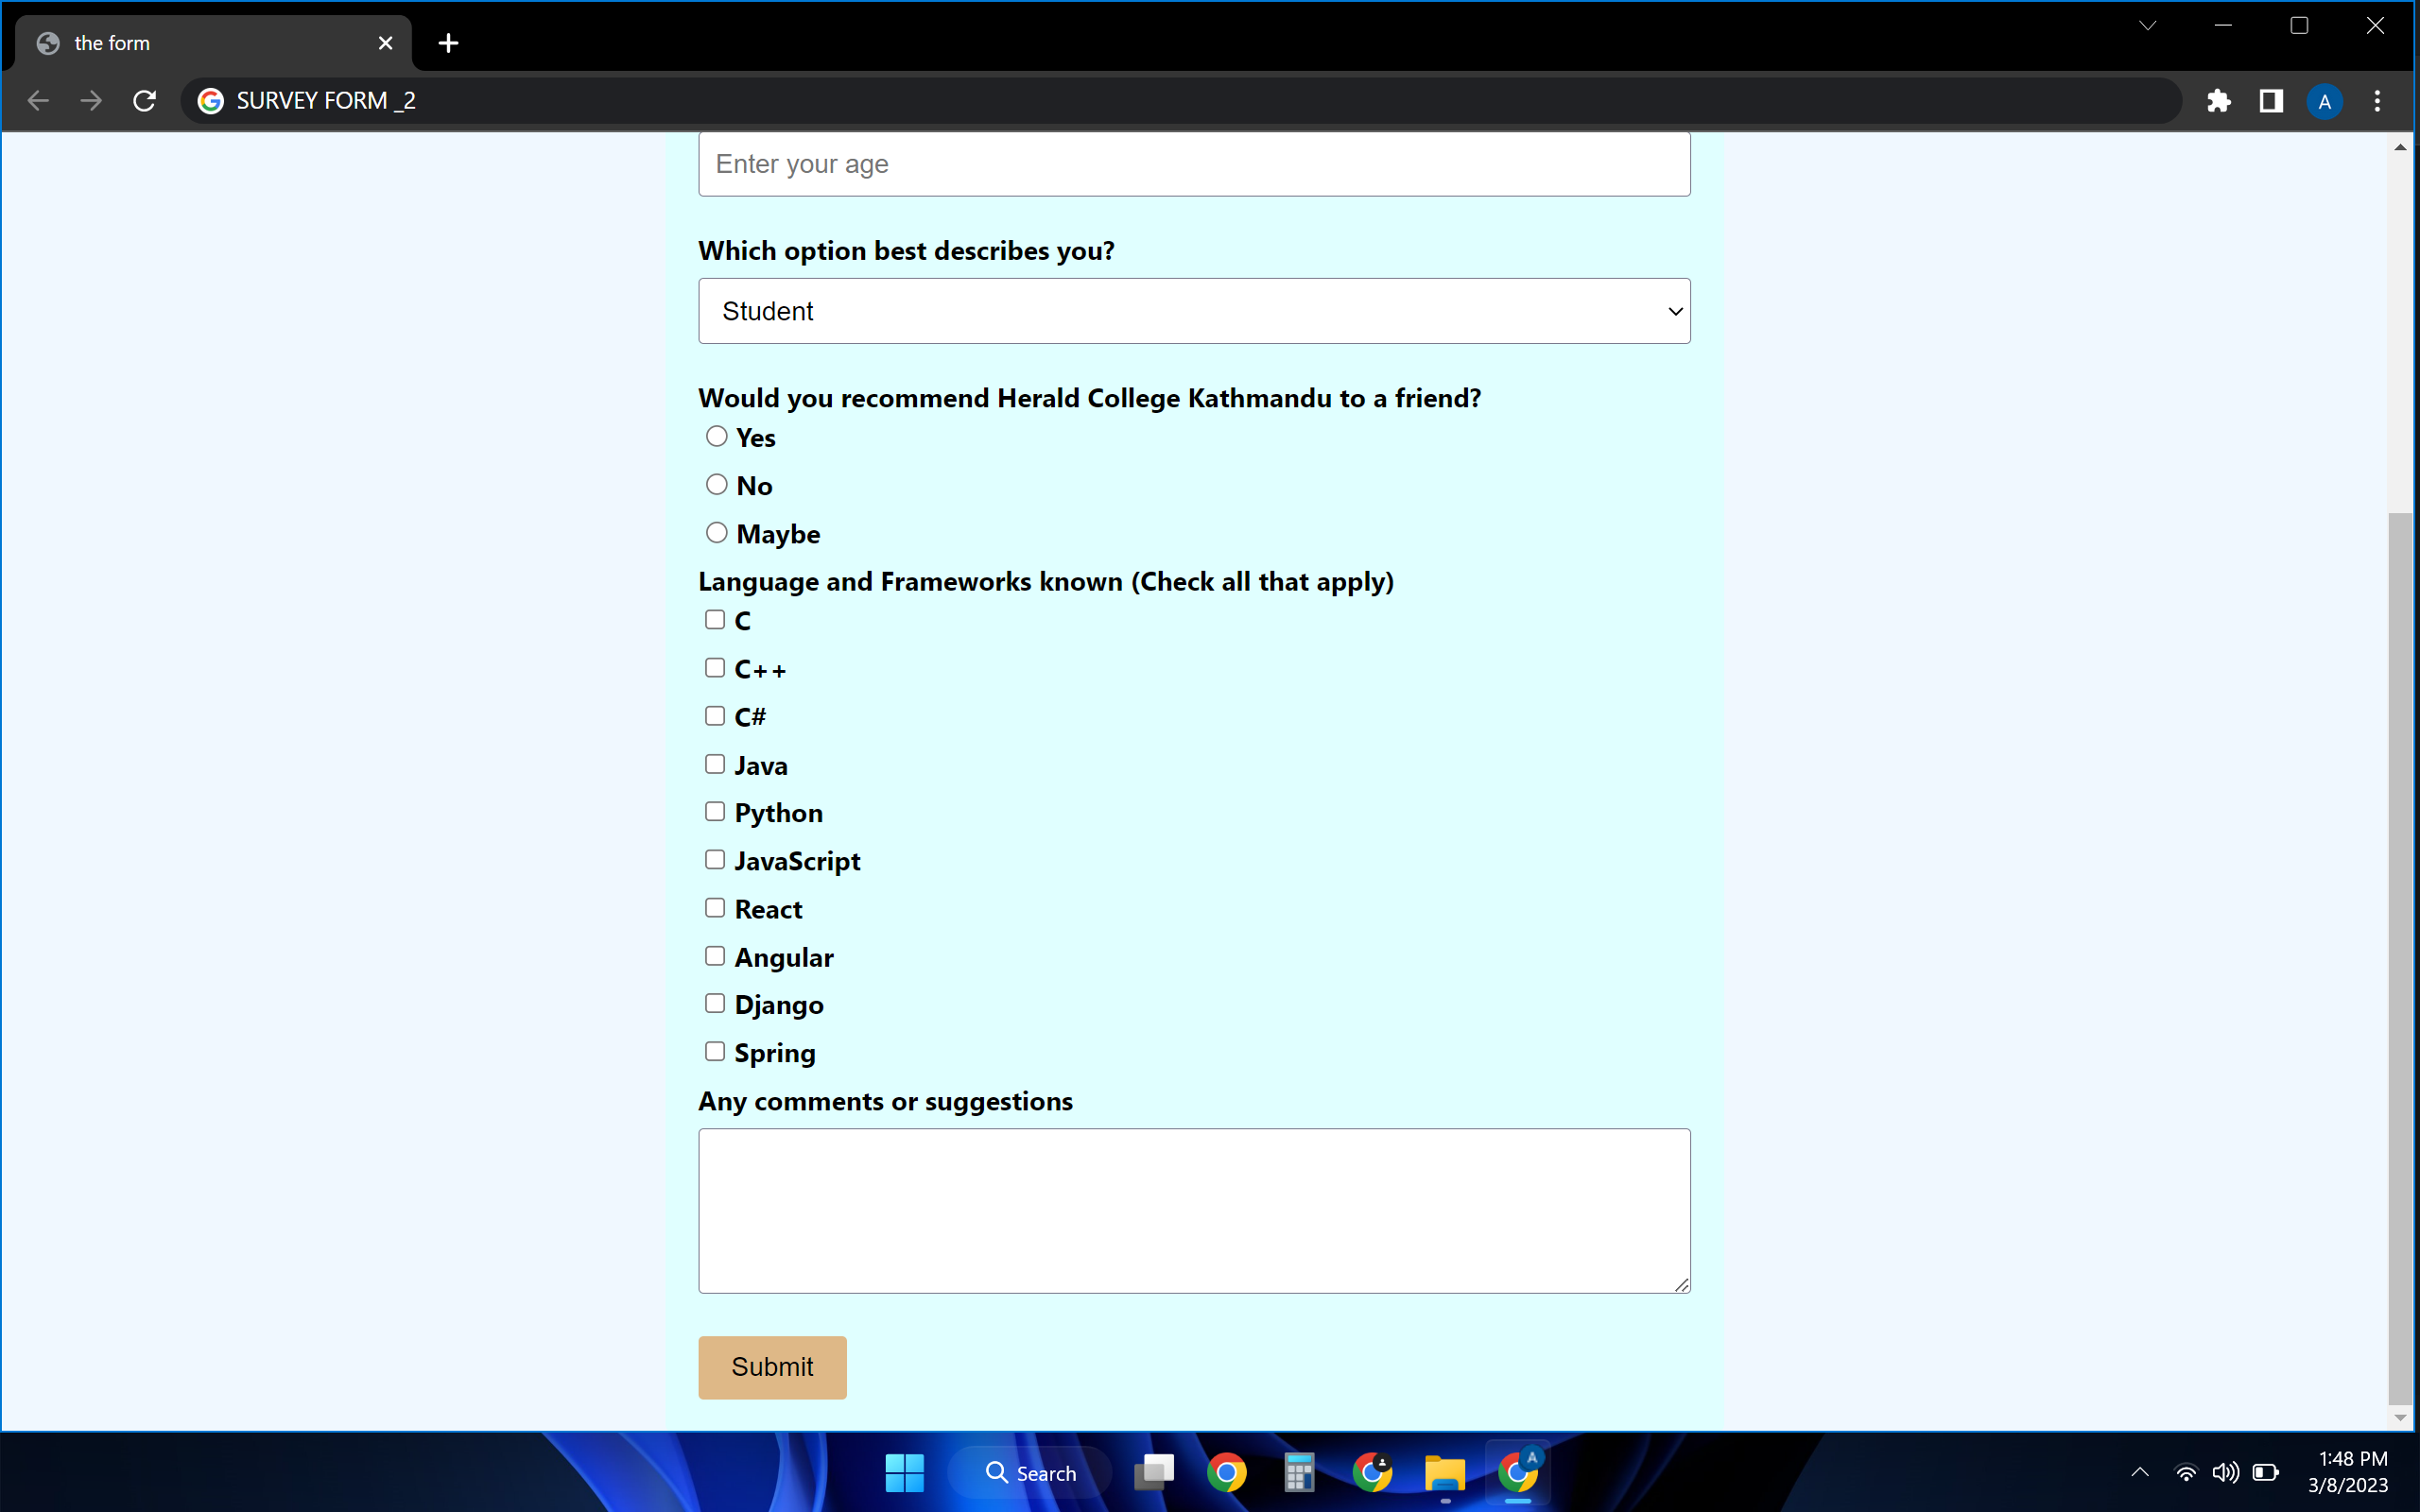 the form
SURVEY FORM _2
A
Enter your age
Which option best describes you?
Student
Would you recommend Herald College Kathmandu to a friend?
Yes
No
Maybe
Language and Frameworks known (Check all that apply)
C
C++
C#
Java
Python
JavaScript
React
Angular
Django
Spring
Any comments or suggestions
Submit
Search
A
1:48 PM
3/8/2023